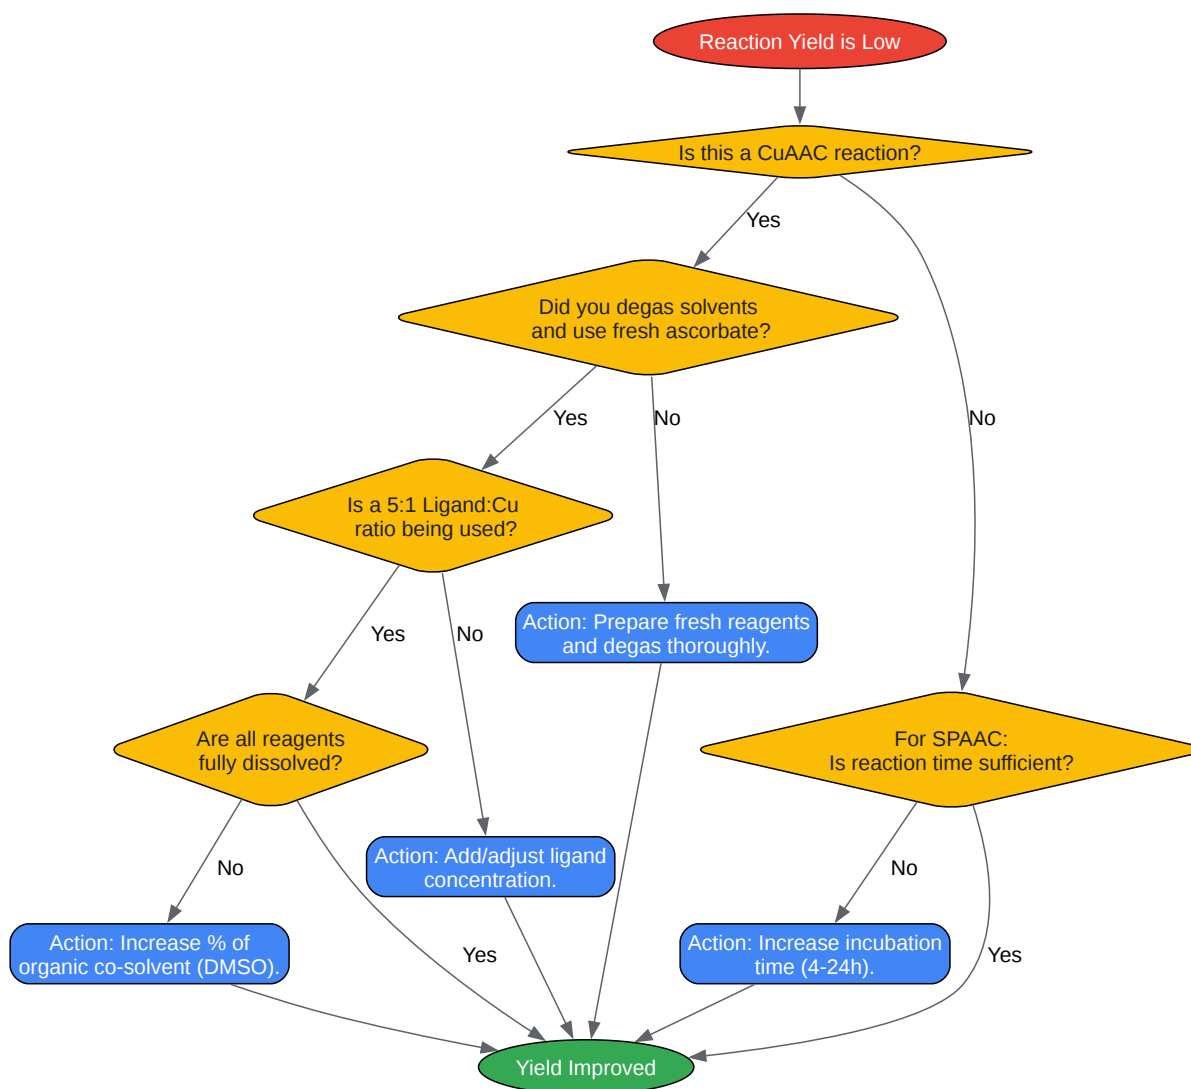 Reaction Yield is Low
Is this a CuAAC reaction?
Yes
Did you degas solvents
and use fresh ascorbate?
Yes
No
No
Is a 5:1 Ligand:Cu
ratio being used?
Action: Prepare fresh reagents
and degas thoroughly.
Yes
No
Are all reagents
fully dissolved?
For SPAAC:
Is reaction time sufficient?
Action: Add/adjust ligand
concentration.
No
No
Action: Increase % of
organic co-solvent (DMSO).
Yes
Action: Increase incubation
time (4-24h).
Yes
Yield Improved